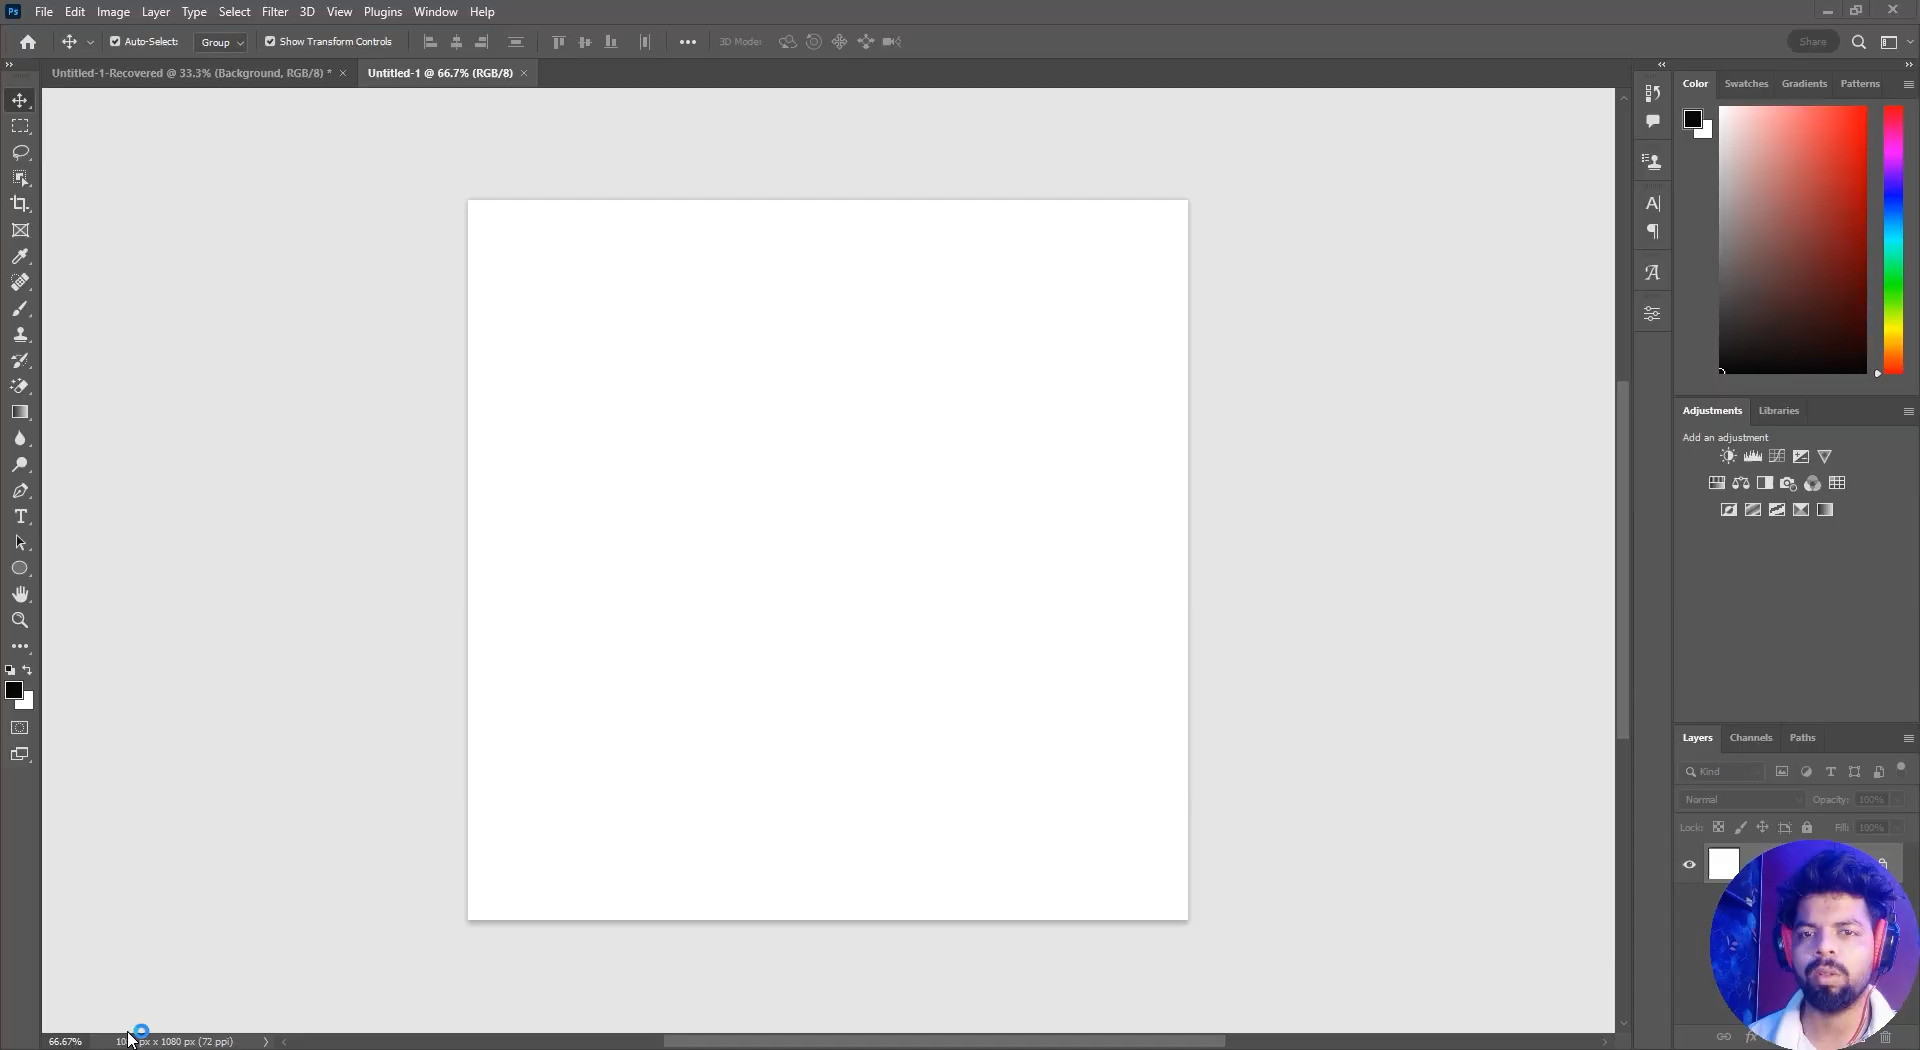 Ps File Edit Image Layer Type Select Filter 3D View Plugins Window Help
Auto-Select: Group Show Transform Controls 3D Mode: Share
Untitled-1-Recovered @ 33.3% (Background, RGB/8) * × Untitled-1 @ 66.7% (RGB/8) ×
Color Swatches Gradients Patterns
Adjustments Libraries
Add an adjustment
Layers Channels Paths
Kind
Normal Opacity: 100%
Lock: Fill: 100%
66.67% px x 1080 px (72 ppi)